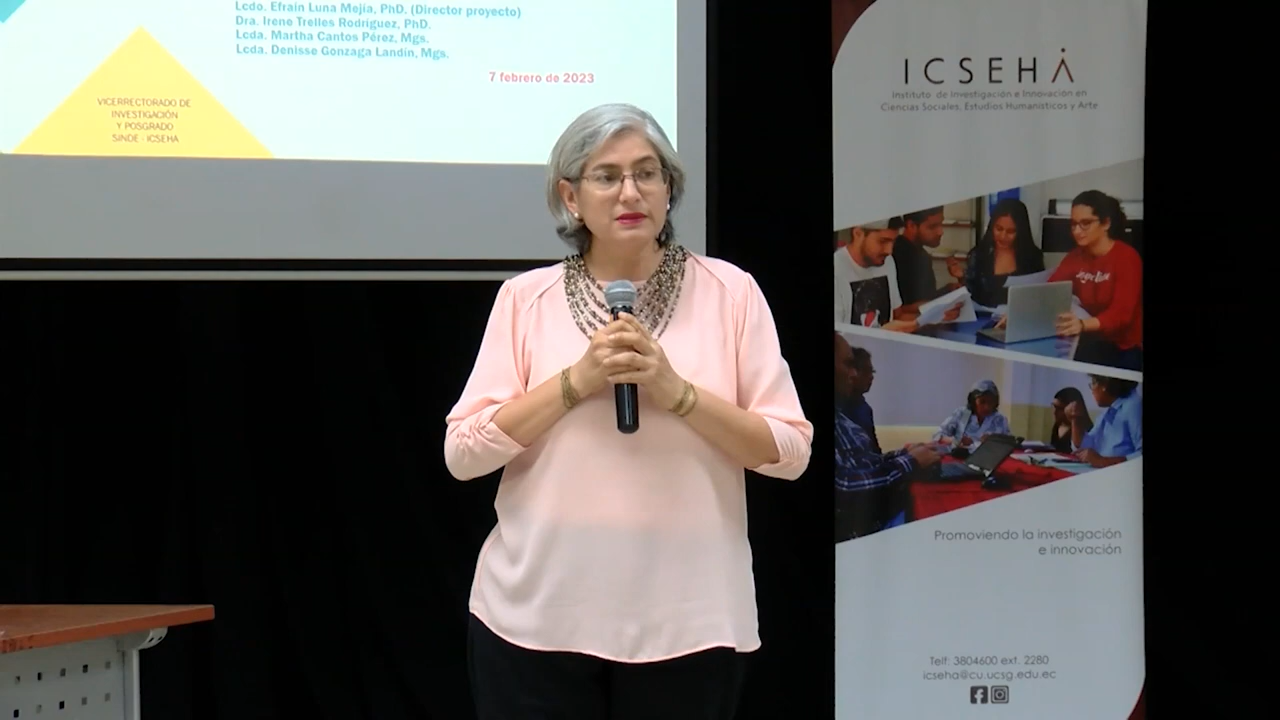 Lcdo. Efraín Luna Mejía, PhD. (Director proyecto)
Dra. Irene Trelles Rodríguez, PhD.
Lcda. Martha Cantos Pérez, Mgs.
Lcda. Denisse Gonzaga Landín, Mgs.
7 febrero de 2023
VICERRECTORADO DE
INVESTIGACIÓN
Y POSGRADO
SINDE - ICSEHA
ICSEHA
Instituto de Investigación e Innovación en
Ciencias Sociales, Estudios Humanísticos y Arte
Promoviendo la investigación
e innovación
Telf: 3804600 ext. 2280
icseha@cu.ucsg.edu.ec